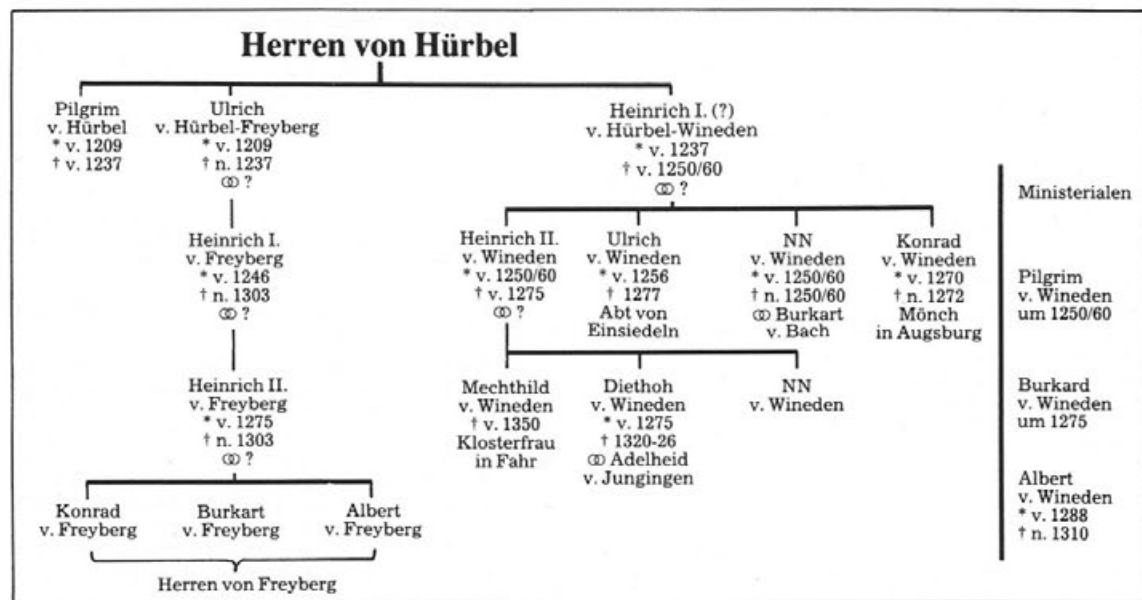 Herren von Hürbel
Pilgrim
v. Hürbel
* v. 1209
† v. 1237
Ulrich
v. Hürbel-Freyberg
* v. 1209
† n. 1237
⚭ ?
Heinrich I. (?)
v. Hürbel-Wineden
* v. 1237
† v. 1250/60
⚭ ?
Heinrich I.
v. Freyberg
* v. 1246
† n. 1303
⚭ ?
Heinrich II.
v. Wineden
* v. 1250/60
† v. 1275
⚭ ?
Ulrich
v. Wineden
* v. 1256
† 1277
Abt von
Einsiedeln
NN
v. Wineden
* v. 1250/60
† n. 1250/60
⚭ Burkart
v. Bach
Konrad
v. Wineden
* v. 1270
† n. 1272
Mönch
in Augsburg
Heinrich II.
v. Freyberg
* v. 1275
† n. 1303
⚭ ?
Mechthild
v. Wineden
† v. 1350
Klosterfrau
in Fahr
Diethoh
v. Wineden
* v. 1275
† 1320-26
⚭ Adelheid
v. Jungingen
NN
v. Wineden
Konrad
v. Freyberg
Burkart
v. Freyberg
Albert
v. Freyberg
Herren von Freyberg
Ministerialen
Pilgrim
v. Wineden
um 1250/60
Burkard
v. Wineden
um 1275
Albert
v. Wineden
* v. 1288
† n. 1310